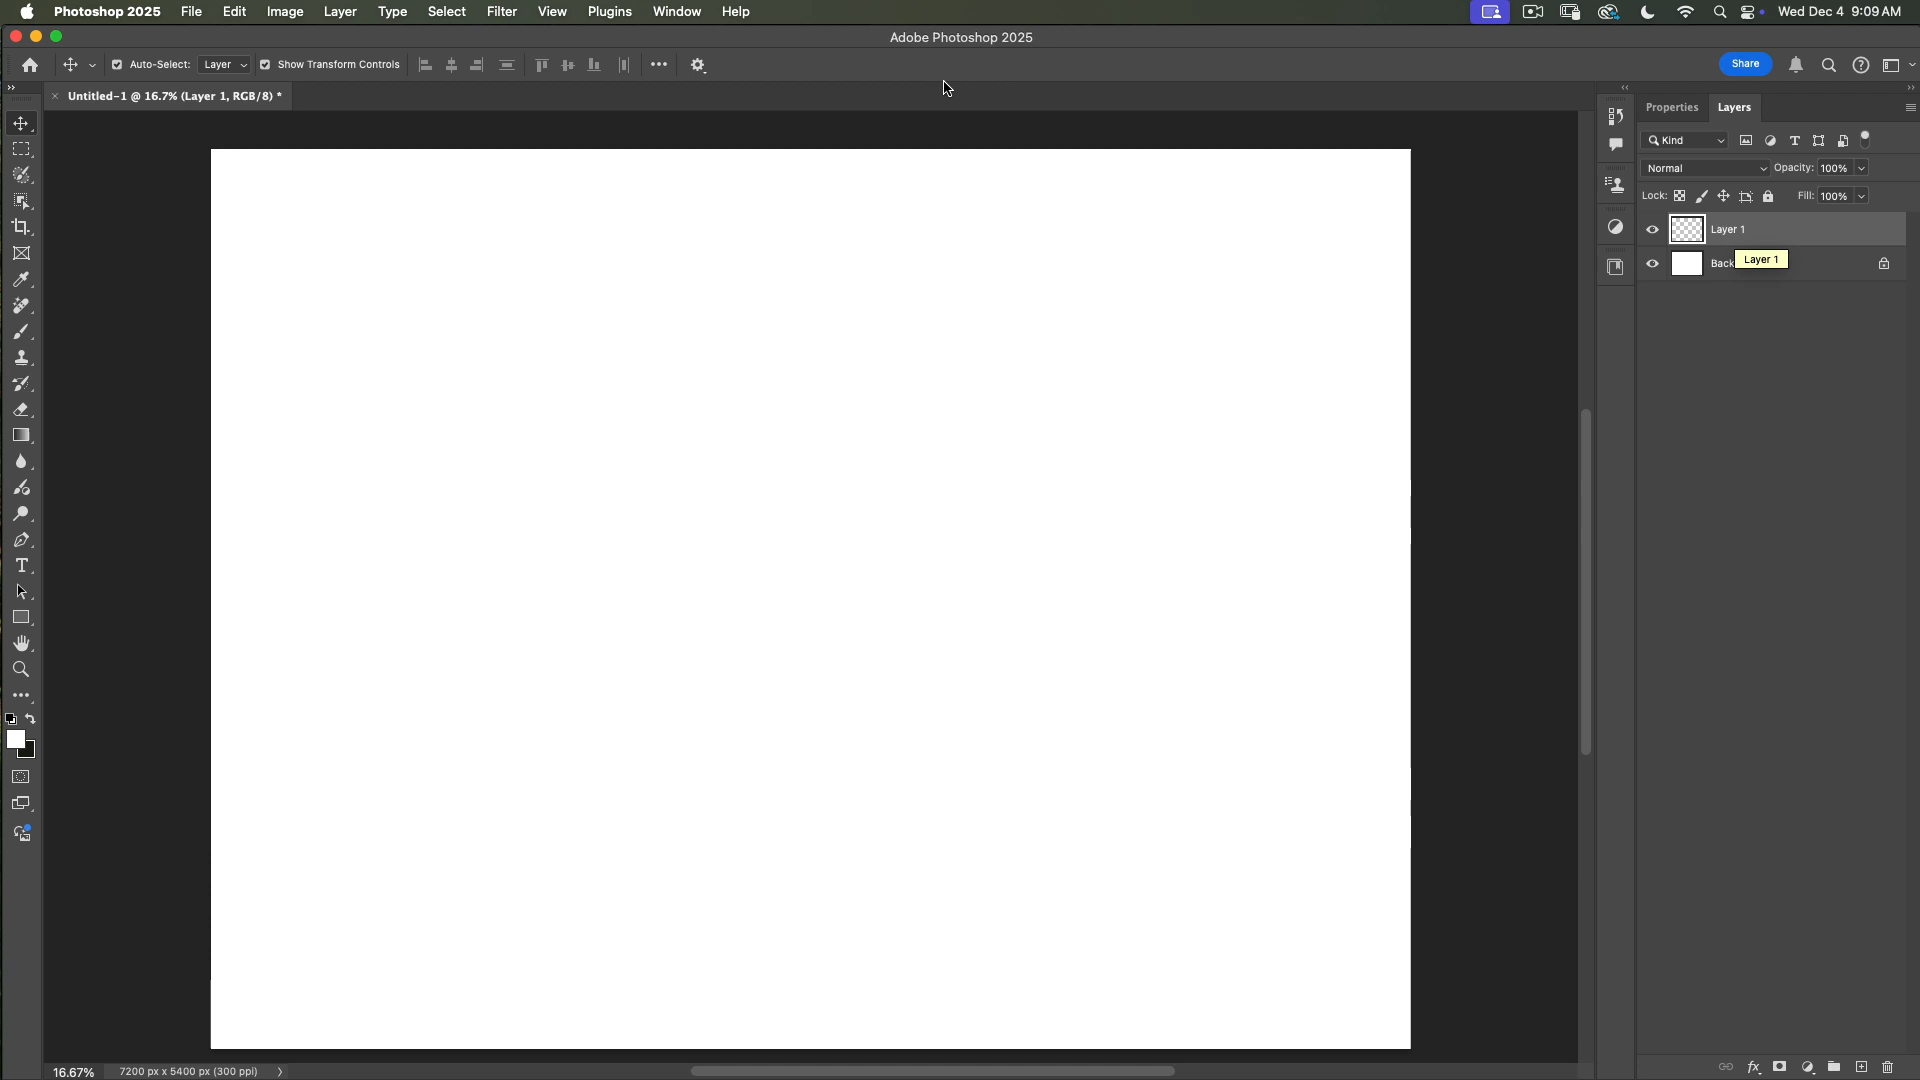 Photoshop 2025 File Edit Image Layer Type Select Filter View Plugins Window Help Wed Dec 4 9:09 AM
Adobe Photoshop 2025
Auto-Select: Layer Show Transform Controls Share
Untitled-1 @ 16.7% (Layer 1, RGB/8) *
Properties Layers
Kind
Normal Opacity: 100%
Lock: Fill: 100%
Layer 1
Back
Layer 1
16.67% 7200 px x 5400 px (300 ppi)